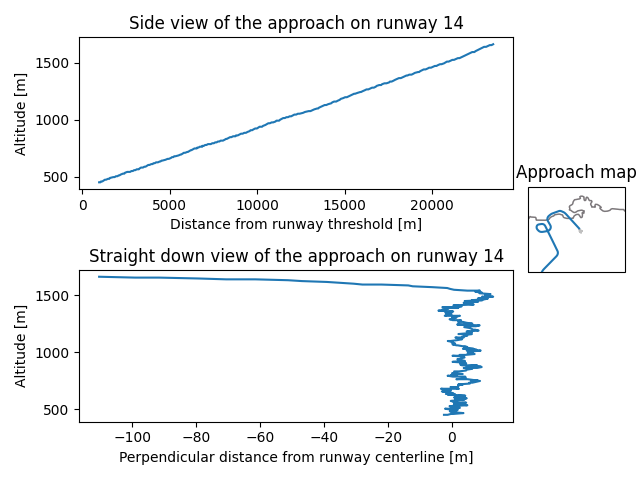 Side view of the approach on runway 14
Altitude [m]
1500
1000
500
0 5000 10000 15000 20000
Distance from runway threshold [m]
Approach map
Straight down view of the approach on runway 14
Altitude [m]
1500
1000
500
−100 −80 −60 −40 −20 0
Perpendicular distance from runway centerline [m]